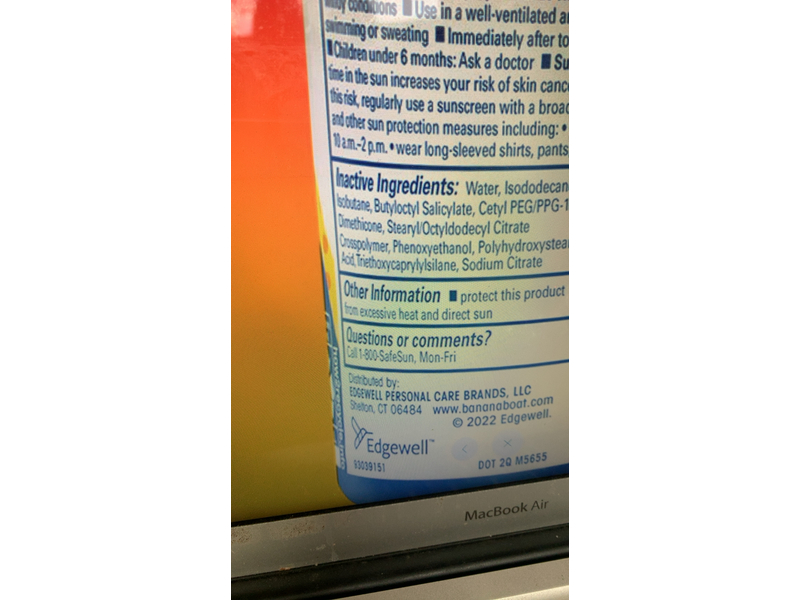 conditions ■ Use in a well-ventilated
swimming or sweating ■ Immediately after to
■ Children under 6 months: Ask a doctor ■ Su
time in the sun increases your risk of skin canc
this risk, regularly use a sunscreen with a broad
and other sun protection measures including: •
10 a.m.–2 p.m. • wear long-sleeved shirts, pants
Inactive Ingredients: Water, Isododecan
Isobutane, Butyloctyl Salicylate, Cetyl PEG/PPG-1
Dimethicone, Stearyl/Octyldodecyl Citrate
Crosspolymer, Phenoxyethanol, Polyhydroxystea
Acid, Triethoxycaprylylsilane, Sodium Citrate
Other Information ■ protect this product
from excessive heat and direct sun
Questions or comments?
Call 1-800-SafeSun, Mon-Fri
Distributed by:
EDGEWELL PERSONAL CARE BRANDS, LLC
Shelton, CT 06484 www.bananaboat.com
© 2022 Edgewell.
Edgewell™
93039151
DOT 2Q M5655
MacBook Air